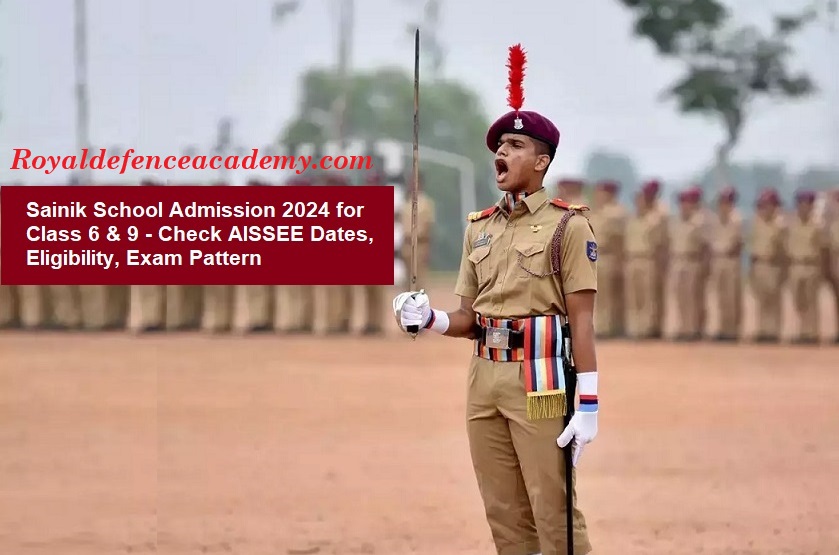 Royaldefenceacademy.com
Sainik School Admission 2024 for
Class 6 & 9 - Check AISSEE Dates,
Eligibility, Exam Pattern